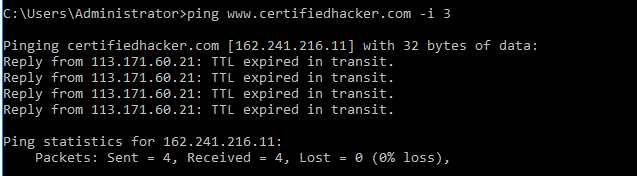 C:\Users\Administrator>ping www.certifiedhacker.com -i 3
Pinging certifiedhacker.com [162.241.216.11] with 32 bytes of data:
Reply from 113.171.60.21: TTL expired in transit.
Reply from 113.171.60.21: TTL expired in transit.
Reply from 113.171.60.21: TTL expired in transit.
Reply from 113.171.60.21: TTL expired in transit.
Ping statistics for 162.241.216.11:
    Packets: Sent = 4, Received = 4, Lost = 0 (0% loss),